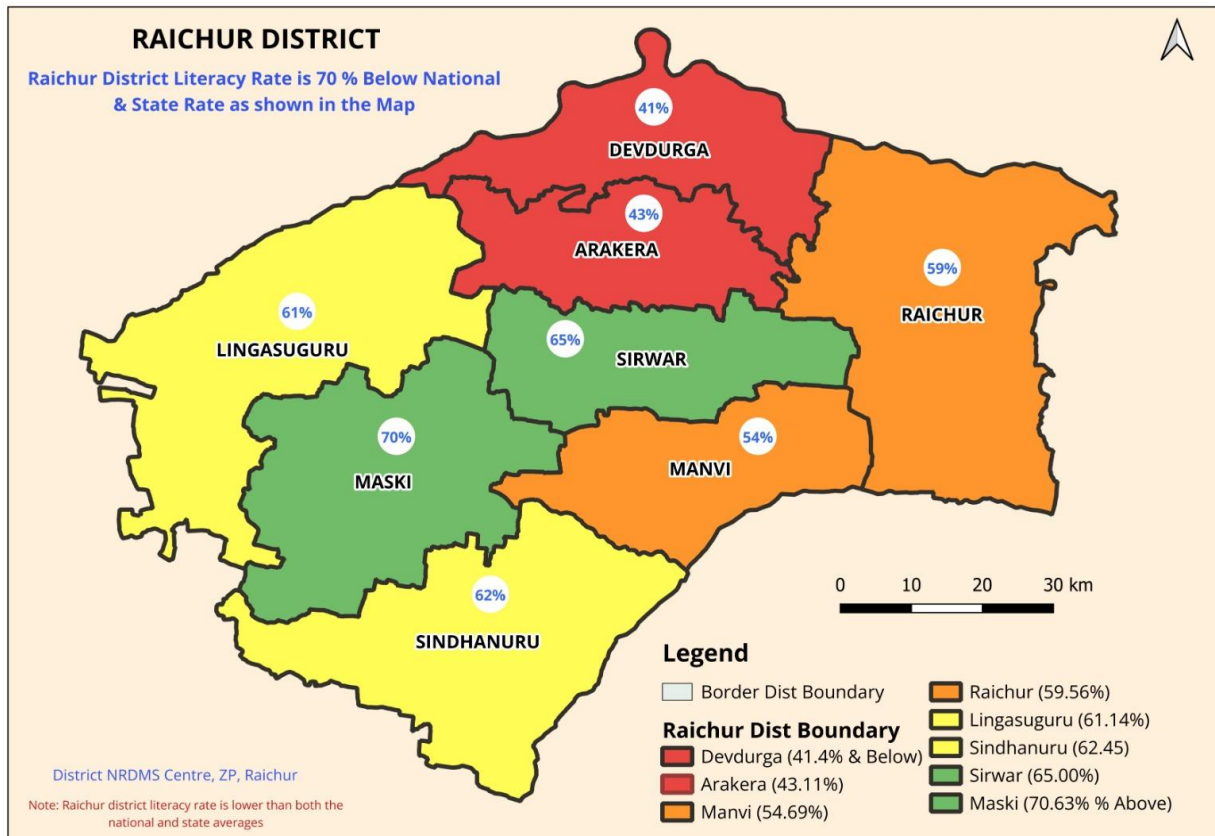 RAICHUR DISTRICT
Raichur District Literacy Rate is 70 % Below National
& State Rate as shown in the Map
41%
DEVDURGA
43%
ARAKERA
59%
RAICHUR
61%
LINGASUGURU
65%
SIRWAR
70%
MASKI
54%
MANVI
62%
SINDHANURU
0 10 20 30 km
Legend
Border Dist Boundary
Raichur Dist Boundary
Devdurga (41.4% & Below)
Arakera (43.11%)
Manvi (54.69%)
Raichur (59.56%)
Lingasuguru (61.14%)
Sindhanuru (62.45)
Sirwar (65.00%)
Maski (70.63% % Above)
District NRDMS Centre, ZP, Raichur
Note: Raichur district literacy rate is lower than both the
national and state averages